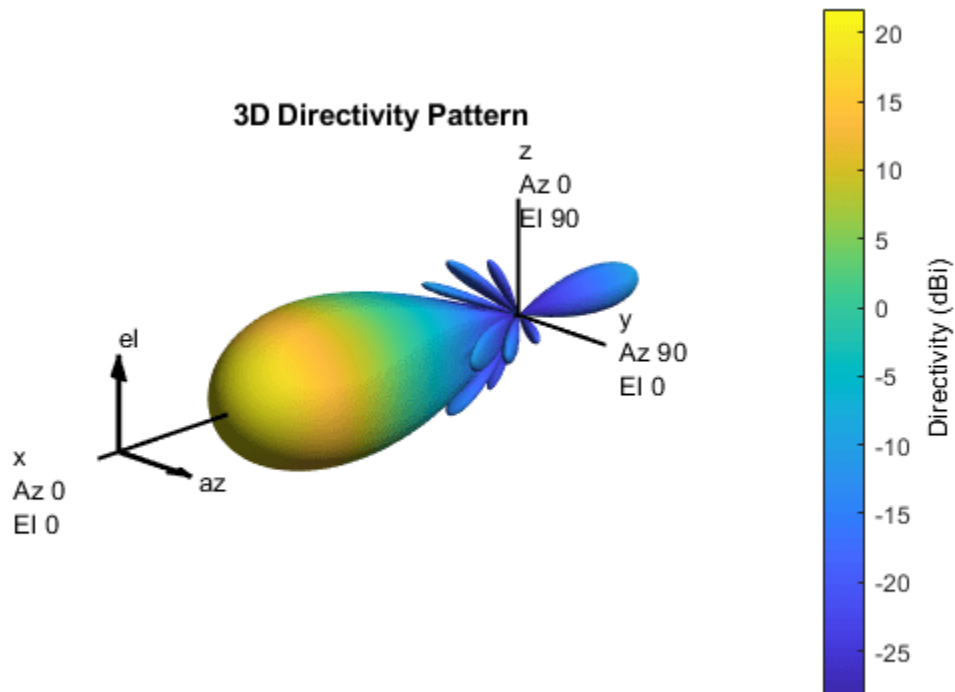 3D Directivity Pattern
z
Az 0
El 90
y
Az 90
El 0
el
az
x
Az 0
El 0
20
15
10
5
0
-5
-10
-15
-20
-25
Directivity (dBi)